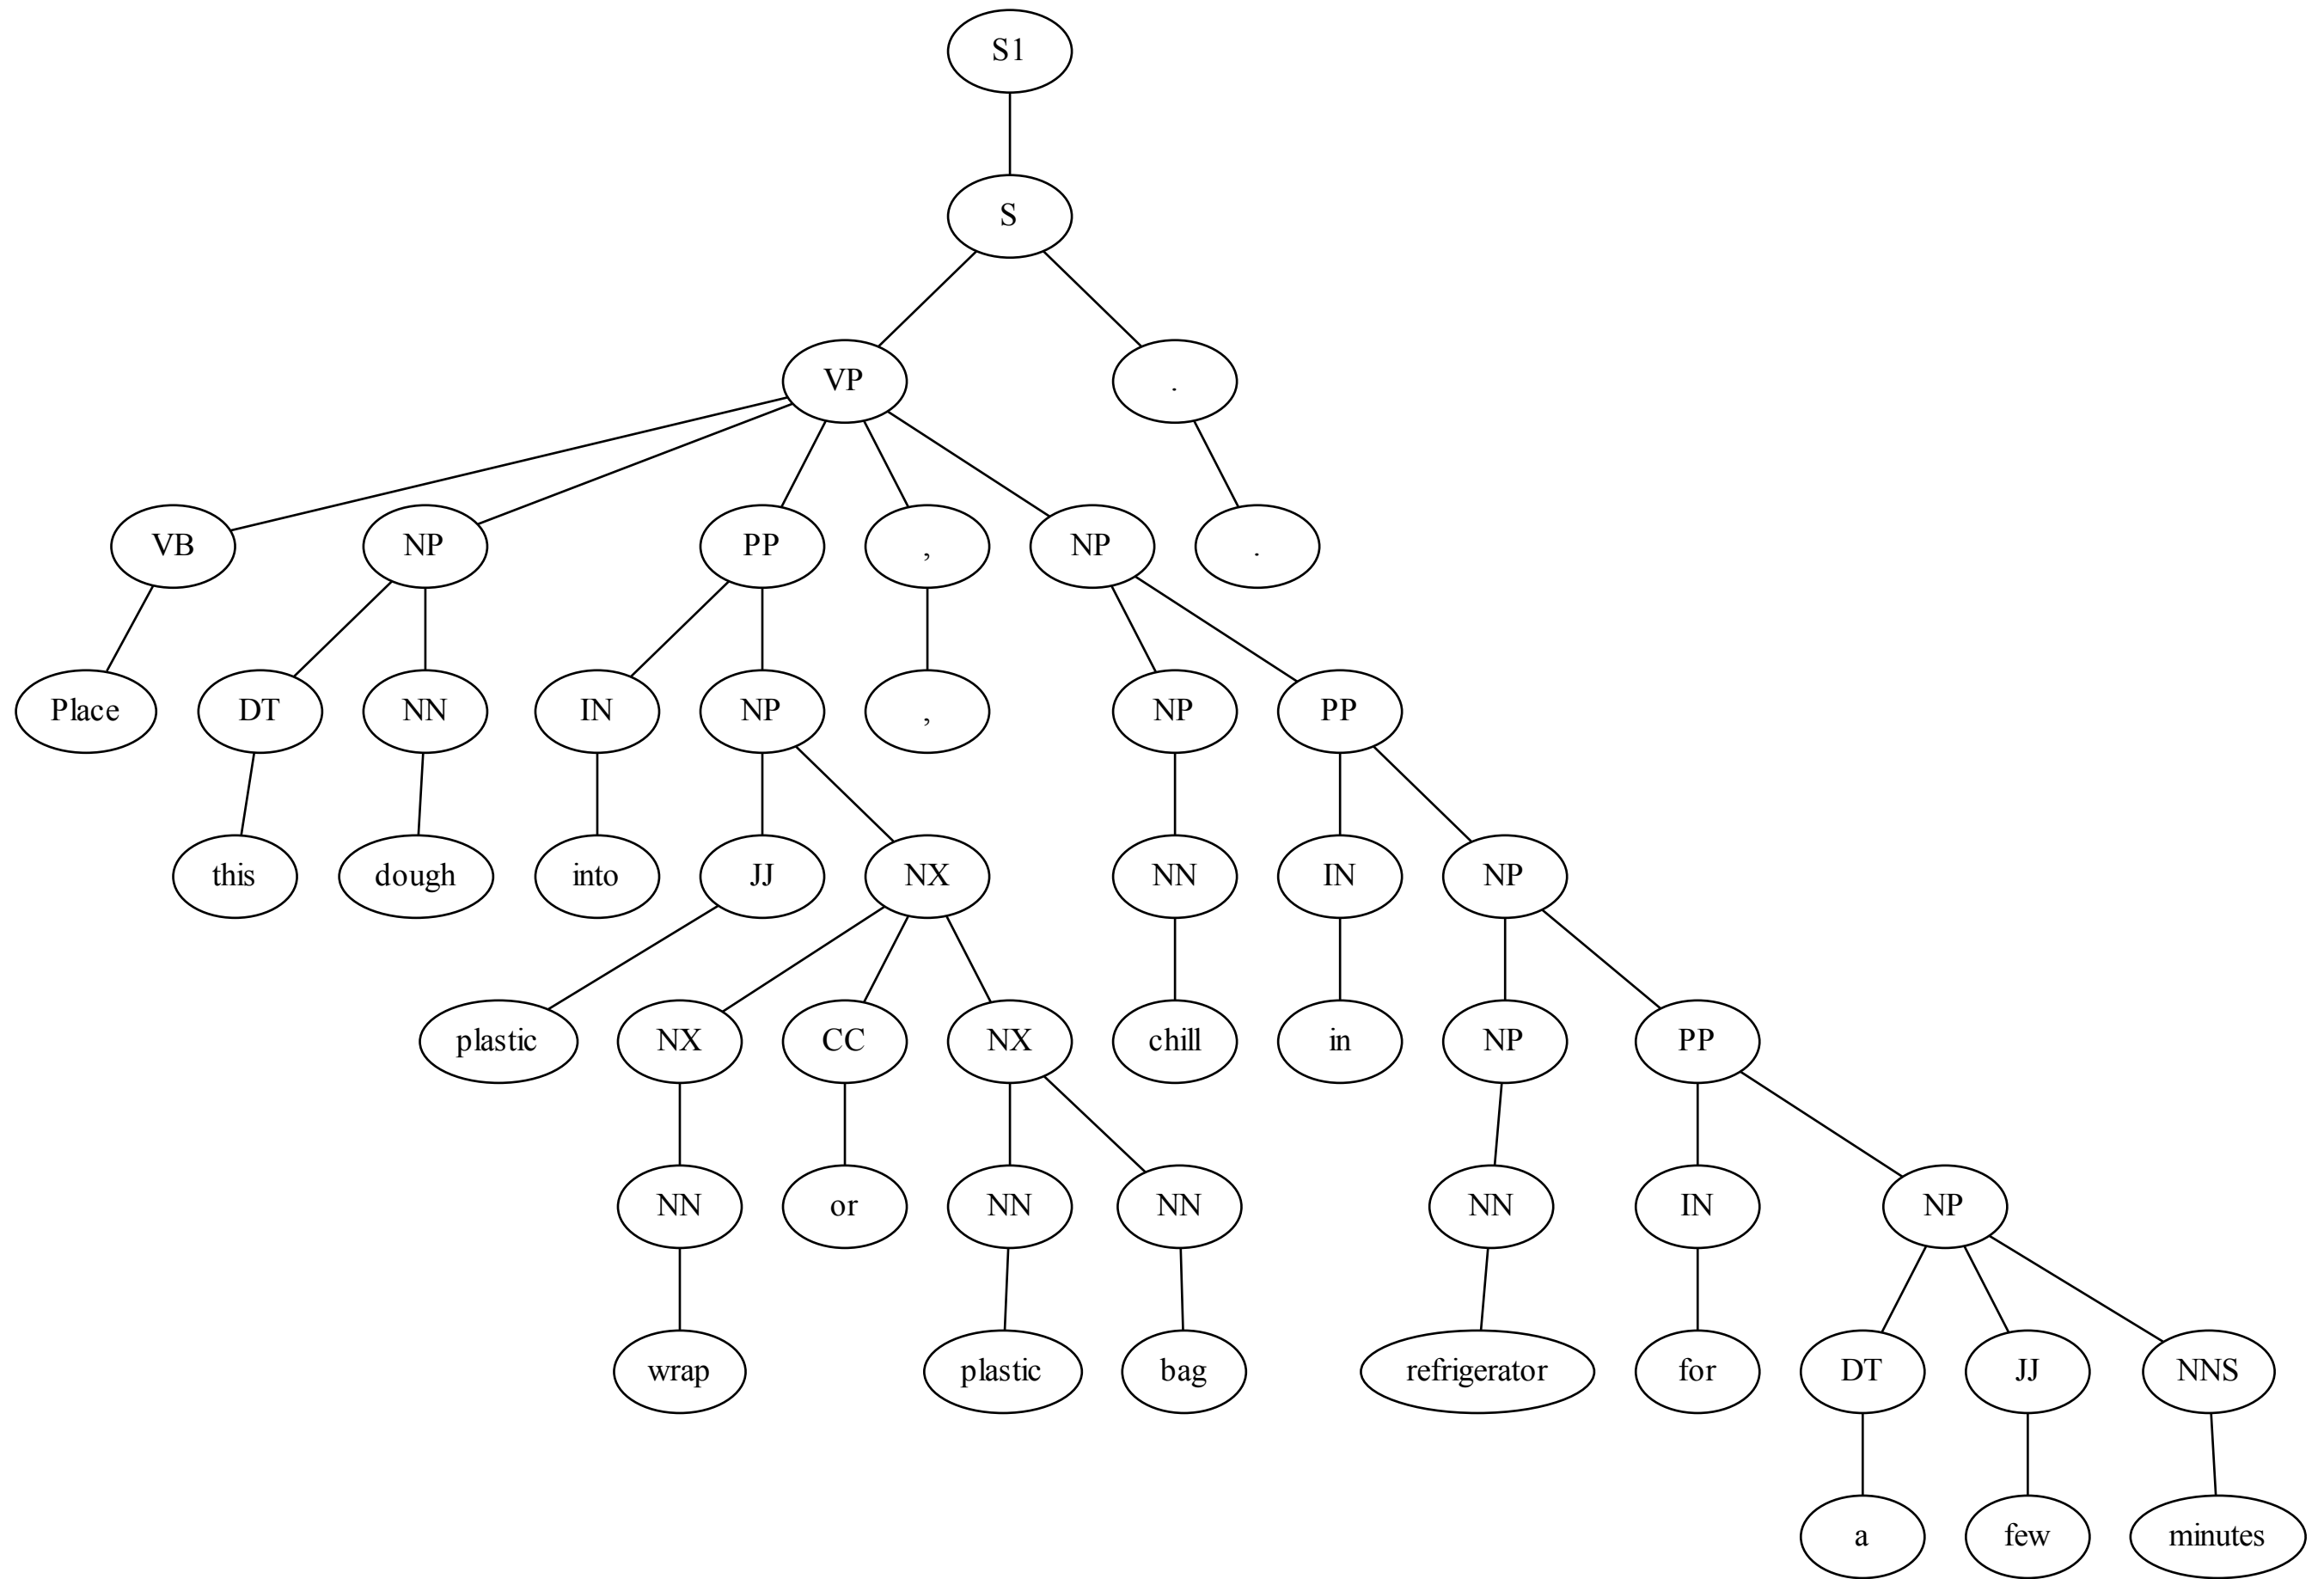 S1
S
VP .
VB NP PP , NP .
Place DT NN IN NP , NP PP
this dough into JJ NX NN IN NP
plastic NX CC NX chill in NP PP
NN or NN NN NN IN NP
wrap plastic bag refrigerator for DT JJ NNS
a few minutes